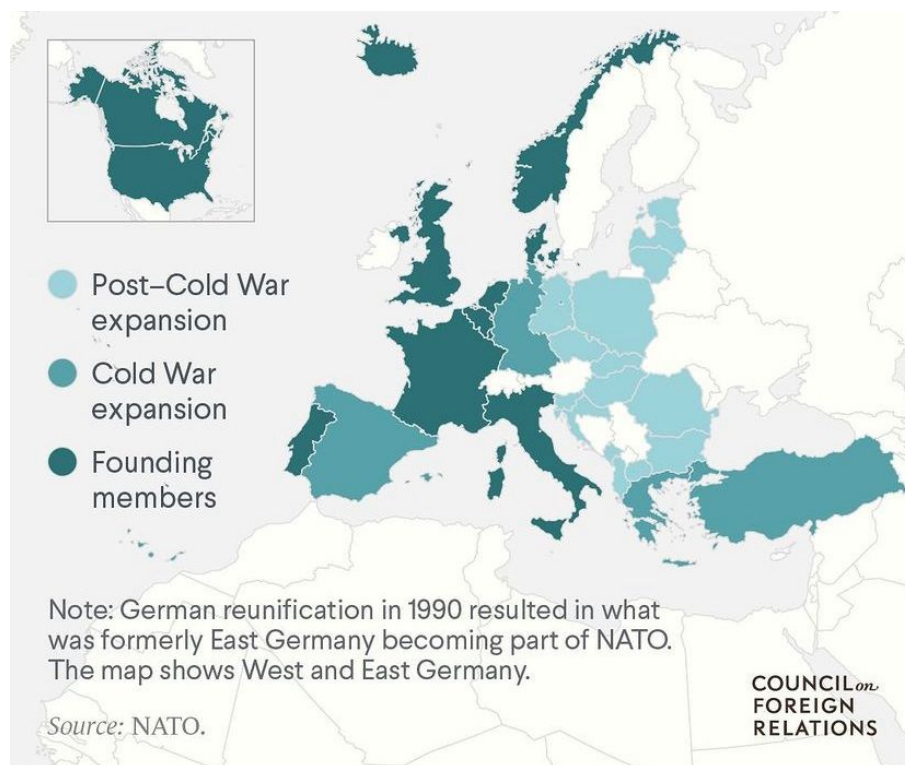 Post–Cold War
expansion
Cold War
expansion
Founding
members
Note: German reunification in 1990 resulted in what
was formerly East Germany becoming part of NATO.
The map shows West and East Germany.
Source: NATO.
COUNCIL on
FOREIGN
RELATIONS